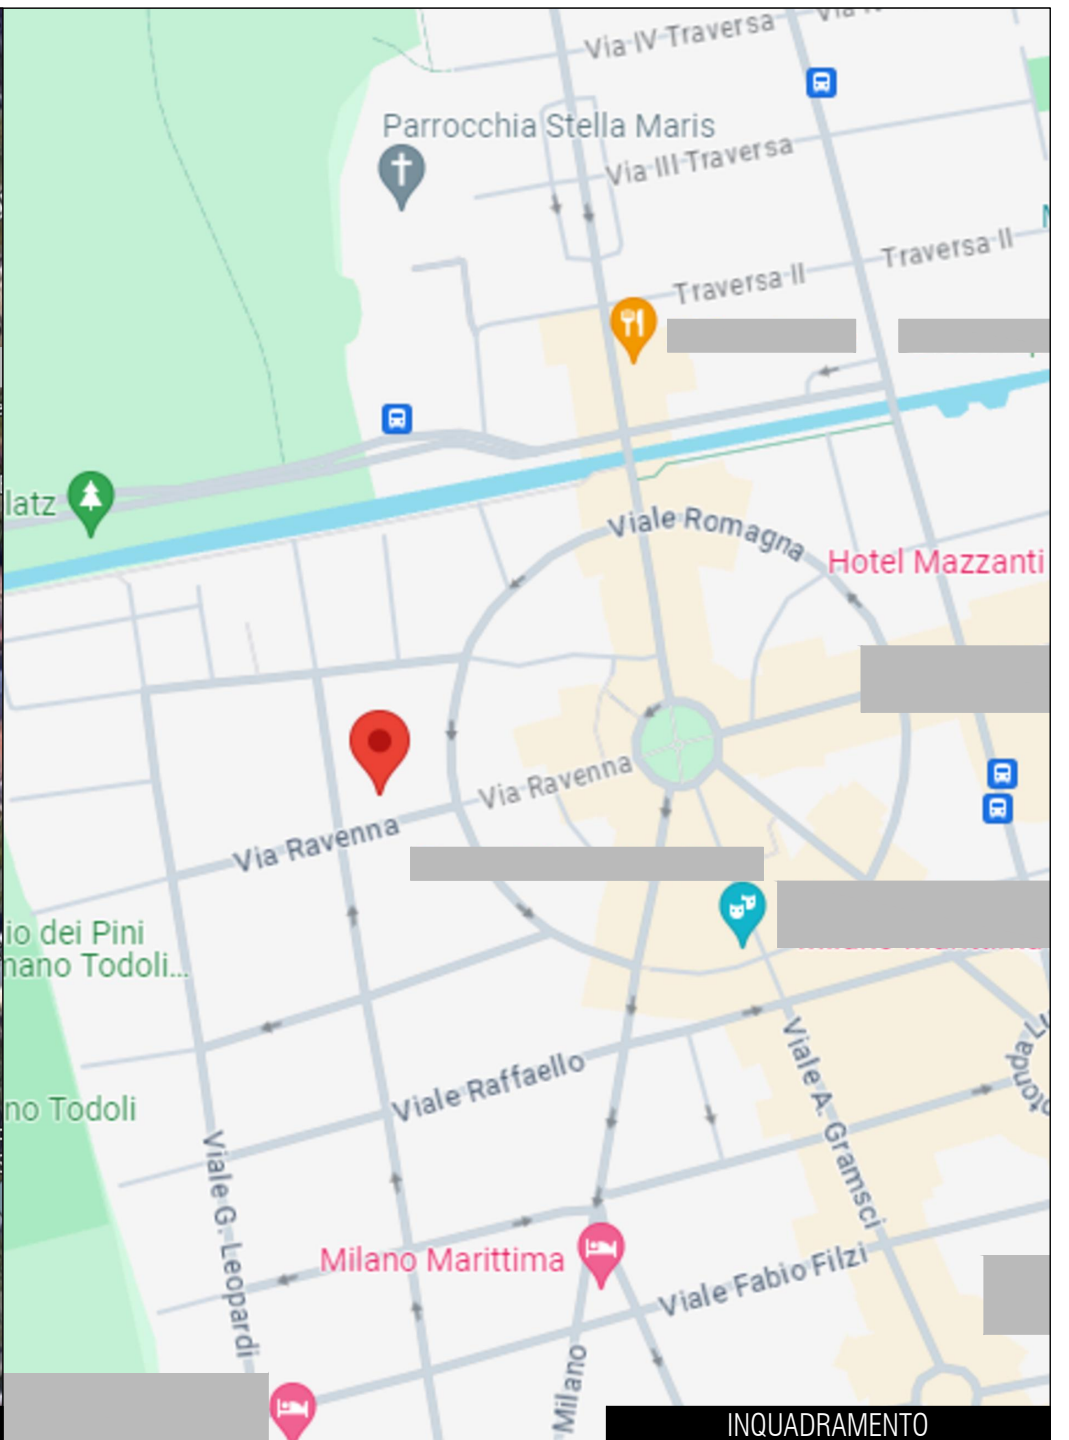 Via IV Traversa
Parrocchia Stella Maris
Via III Traversa
Traversa II
Traversa II
latz
Viale Romagna
Hotel Mazzanti
Via Ravenna
Via Ravenna
io dei Pini
nano Todoli...
no Todoli
Viale Raffaello
Viale A. Gramsci
Viale G. Leopardi
Milano Marittima
Viale Fabio Filzi
Milano
INQUADRAMENTO